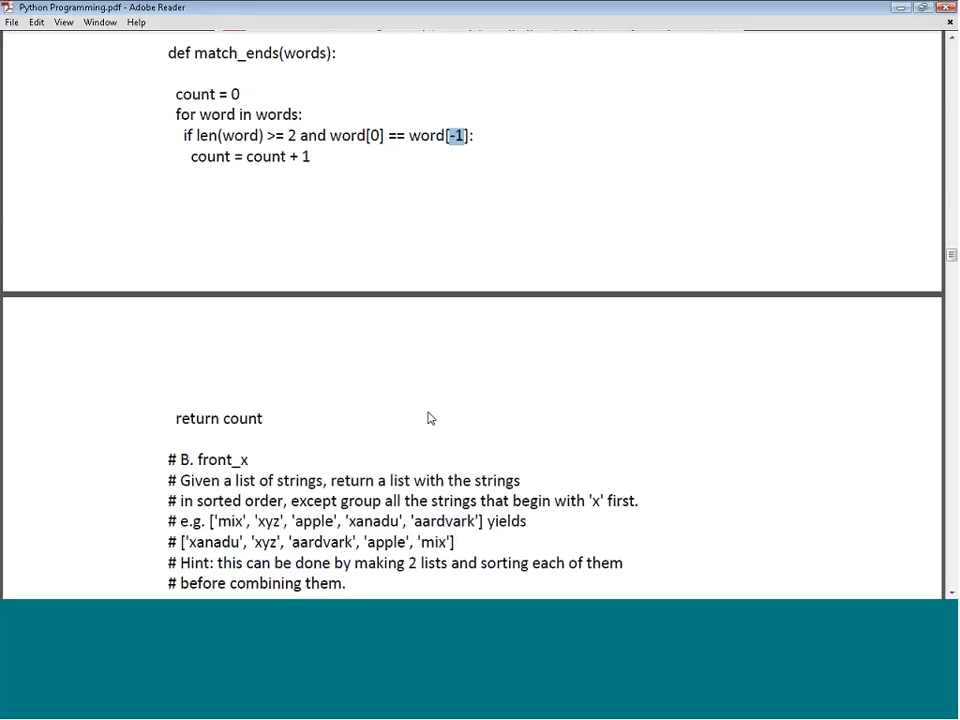 Python Programming.pdf - Adobe Reader
File Edit View Window Help
def match_ends(words):
count = 0
for word in words:
if len(word) >= 2 and word[0] == word[-1]:
count = count + 1
return count
# B. front_x
# Given a list of strings, return a list with the strings
# in sorted order, except group all the strings that begin with 'x' first.
# e.g. ['mix', 'xyz', 'apple', 'xanadu', 'aardvark'] yields
# ['xanadu', 'xyz', 'aardvark', 'apple', 'mix']
# Hint: this can be done by making 2 lists and sorting each of them
# before combining them.